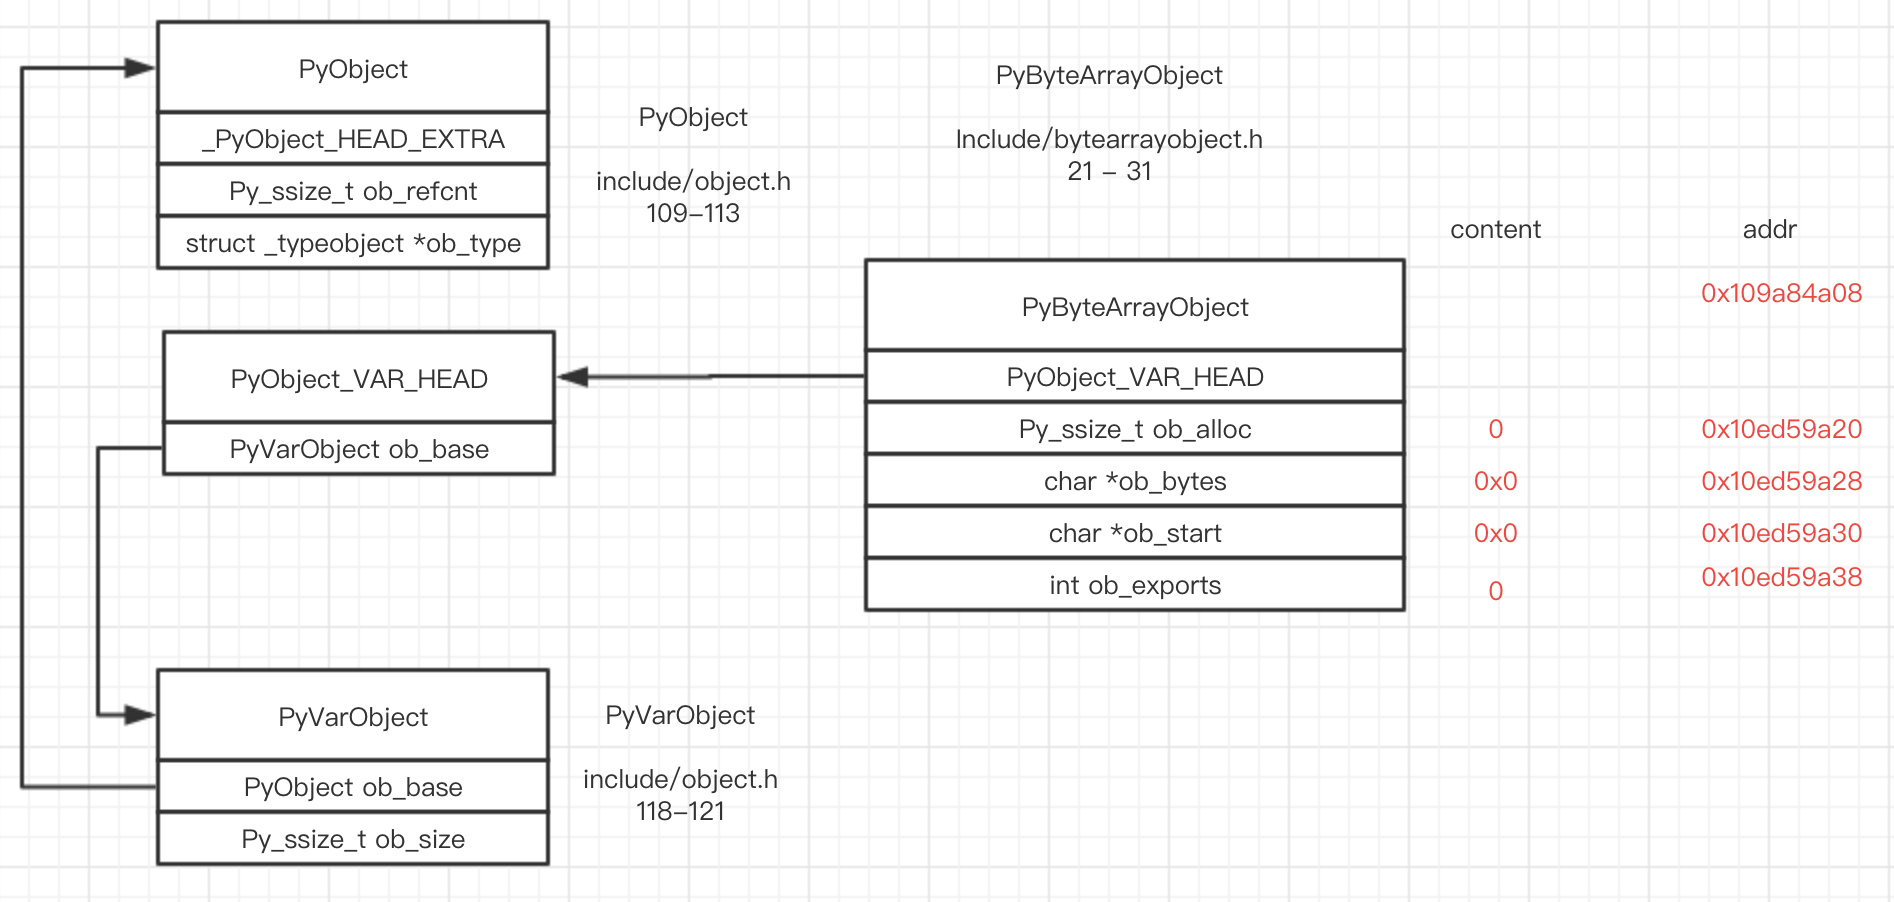 PyObject
_PyObject_HEAD_EXTRA
Py_ssize_t ob_refcnt
struct _typeobject *ob_type
PyObject
include/object.h
109-113
PyByteArrayObject
Include/bytearrayobject.h
21 - 31
content addr
0x109a84a08
PyByteArrayObject
PyObject_VAR_HEAD
Py_ssize_t ob_alloc 0 0x10ed59a20
char *ob_bytes 0x0 0x10ed59a28
char *ob_start 0x0 0x10ed59a30
int ob_exports 0 0x10ed59a38
PyObject_VAR_HEAD
PyVarObject ob_base
PyVarObject
PyObject ob_base
Py_ssize_t ob_size
PyVarObject
include/object.h
118-121